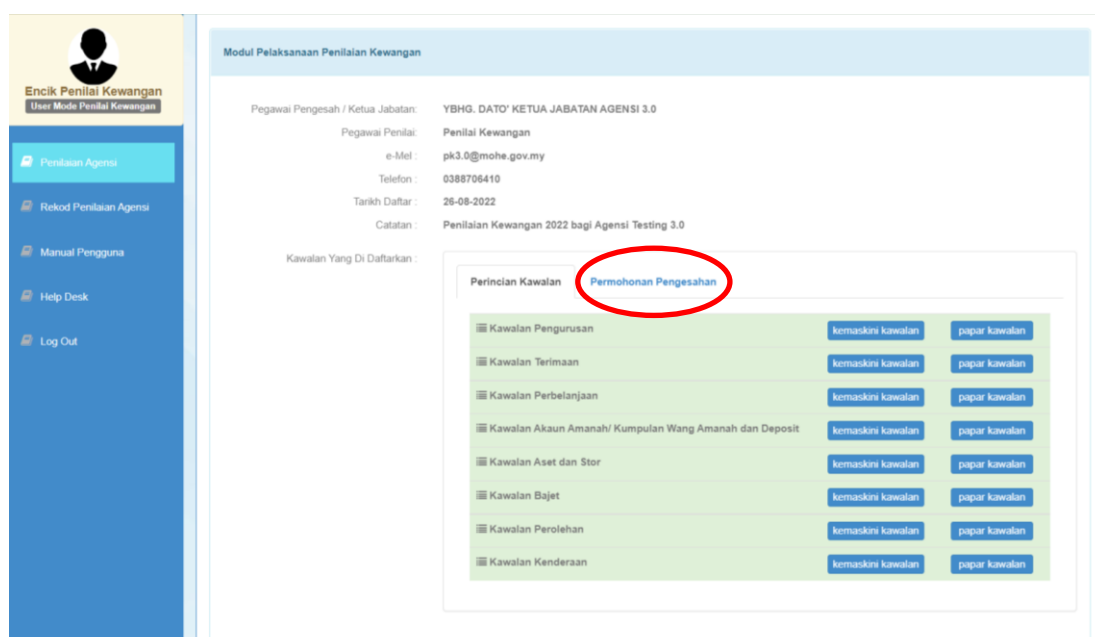 Encik Penilai Kewangan
User Mode Penilai Kewangan
Penilaian Agensi
Rekod Penilaian Agensi
Manual Pengguna
Help Desk
Log Out
Modul Pelaksanaan Penilaian Kewangan
Pegawai Pengesah / Ketua Jabatan: YBHG. DATO' KETUA JABATAN AGENSI 3.0
Pegawai Penilai: Penilai Kewangan
e-Mel : pk3.0@mohe.gov.my
Telefon : 0388706410
Tarikh Daftar : 26-08-2022
Catatan : Penilaian Kewangan 2022 bagi Agensi Testing 3.0
Kawalan Yang Di Daftarkan :
Perincian Kawalan Permohonan Pengesahan
Kawalan Pengurusan kemaskini kawalan papar kawalan
Kawalan Terimaan kemaskini kawalan papar kawalan
Kawalan Perbelanjaan kemaskini kawalan papar kawalan
Kawalan Akaun Amanah/ Kumpulan Wang Amanah dan Deposit kemaskini kawalan papar kawalan
Kawalan Aset dan Stor kemaskini kawalan papar kawalan
Kawalan Bajet kemaskini kawalan papar kawalan
Kawalan Perolehan kemaskini kawalan papar kawalan
Kawalan Kenderaan kemaskini kawalan papar kawalan